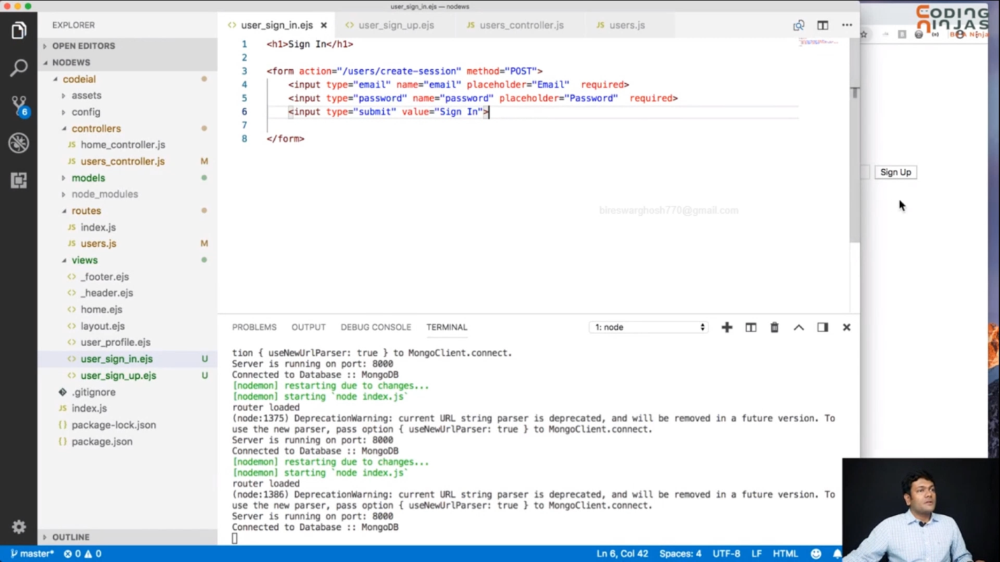 user_sign_in.ejs — nodews
CODING NINJAS
EXPLORER
user_sign_in.ejs
user_sign_up.ejs
users_controller.js
users.js
OPEN EDITORS
NODEWS
codeial
assets
config
controllers
home_controller.js
users_controller.js M
models
node_modules
routes
index.js
users.js M
views
_footer.ejs
_header.ejs
home.ejs
layout.ejs
user_profile.ejs
user_sign_in.ejs U
user_sign_up.ejs U
.gitignore
index.js
package-lock.json
package.json
OUTLINE
6
1 <h1>Sign In</h1>
2
3 <form action="/users/create-session" method="POST">
4 <input type="email" name="email" placeholder="Email"  required>
5 <input type="password" name="password" placeholder="Password"  required>
6 <input type="submit" value="Sign In">
7
8 </form>
Sign Up
bireswarghosh770@gmail.com
PROBLEMS OUTPUT DEBUG CONSOLE TERMINAL 1: node
tion { useNewUrlParser: true } to MongoClient.connect.
Server is running on port: 8000
Connected to Database :: MongoDB
[nodemon] restarting due to changes...
[nodemon] starting `node index.js`
router loaded
(node:1375) DeprecationWarning: current URL string parser is deprecated, and will be removed in a future version. To
use the new parser, pass option { useNewUrlParser: true } to MongoClient.connect.
Server is running on port: 8000
Connected to Database :: MongoDB
[nodemon] restarting due to changes...
[nodemon] starting `node index.js`
router loaded
(node:1386) DeprecationWarning: current URL string parser is deprecated, and will be removed in a future version. To
use the new parser, pass option { useNewUrlParser: true } to MongoClient.connect.
Server is running on port: 8000
Connected to Database :: MongoDB
master* 0 0 Ln 6, Col 42 Spaces: 4 UTF-8 LF HTML